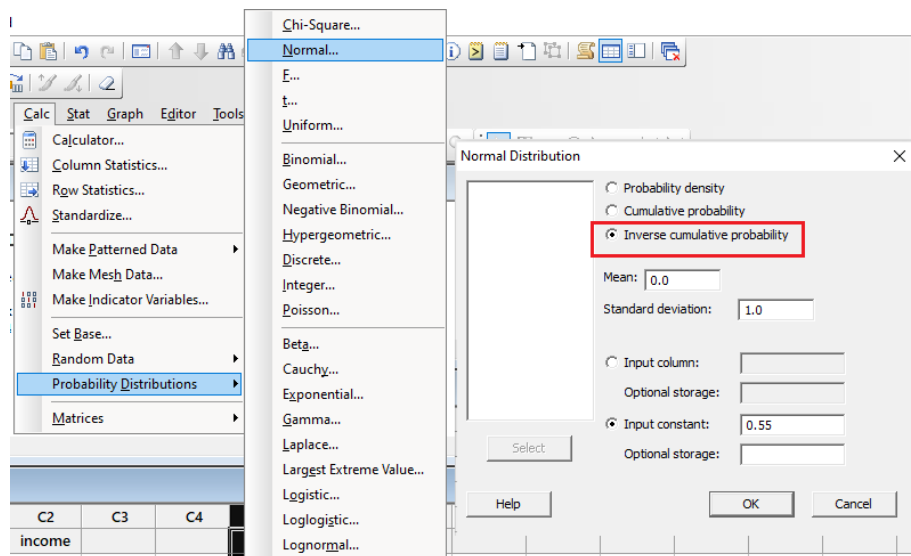 Calc Stat Graph Editor Tools
Calculator...
Column Statistics...
Row Statistics...
Standardize...
Make Patterned Data
Make Mesh Data...
Make Indicator Variables...
Set Base...
Random Data
Probability Distributions
Matrices
C2 C3 C4
income
Chi-Square...
Normal...
F...
t...
Uniform...
Binomial...
Geometric...
Negative Binomial...
Hypergeometric...
Discrete...
Integer...
Poisson...
Beta...
Cauchy...
Exponential...
Gamma...
Laplace...
Largest Extreme Value...
Logistic...
Loglogistic...
Lognormal...
Normal Distribution
Probability density
Cumulative probability
Inverse cumulative probability
Mean: 0.0
Standard deviation: 1.0
Input column:
Optional storage:
Input constant: 0.55
Optional storage:
Select
Help OK Cancel